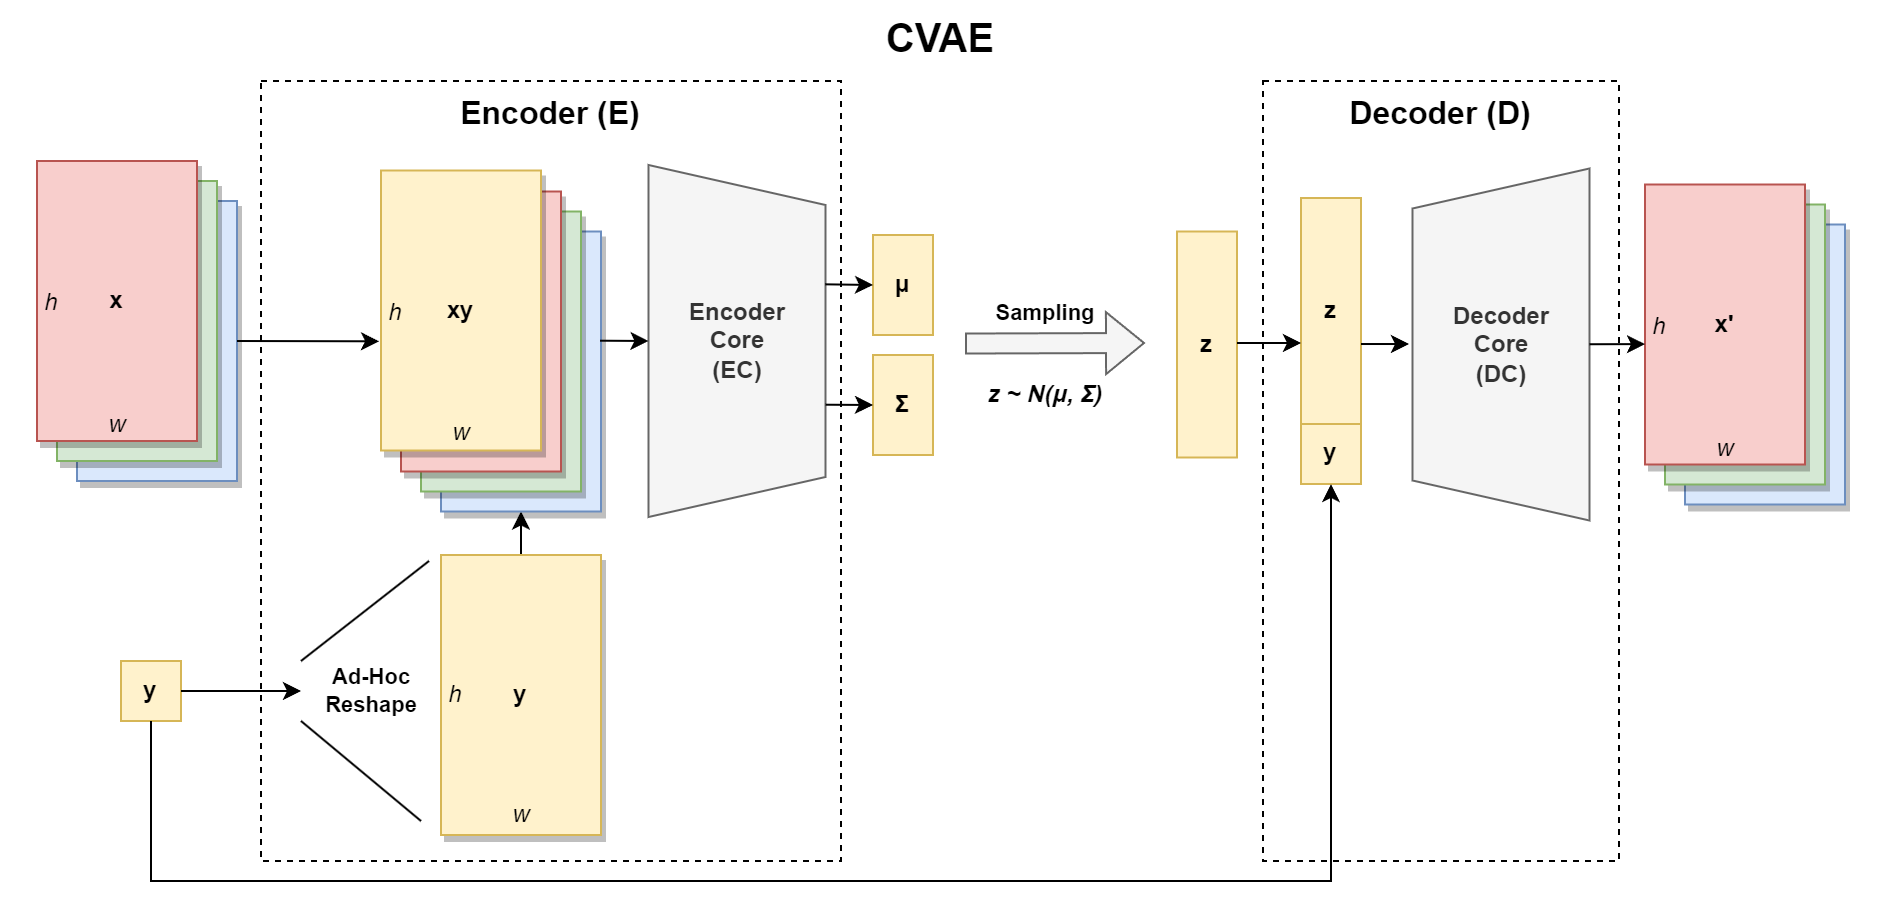 CVAE
Encoder (E)
Decoder (D)
h
x
w
h
xy
w
Encoder
Core
(EC)
μ
Σ
Sampling
z ~ N(μ, Σ)
z
z
y
Decoder
Core
(DC)
h
x'
w
y
Ad-Hoc
Reshape
h
y
w